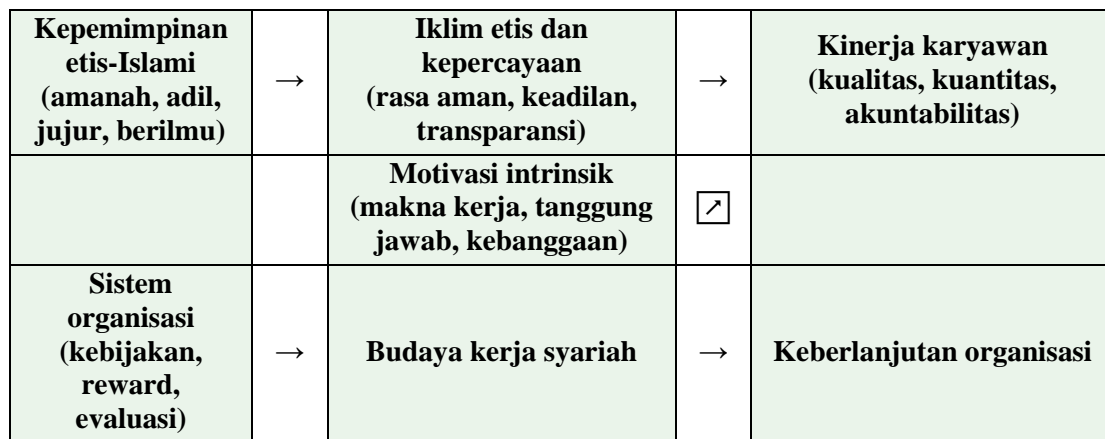 Kepemimpinan
etis-Islami
(amanah, adil,
jujur, berilmu)
→
Iklim etis dan
kepercayaan
(rasa aman, keadilan,
transparansi)
→
Kinerja karyawan
(kualitas, kuantitas,
akuntabilitas)
Motivasi intrinsik
(makna kerja, tanggung
jawab, kebanggaan)
↗
Sistem
organisasi
(kebijakan,
reward,
evaluasi)
→
Budaya kerja syariah
→
Keberlanjutan organisasi